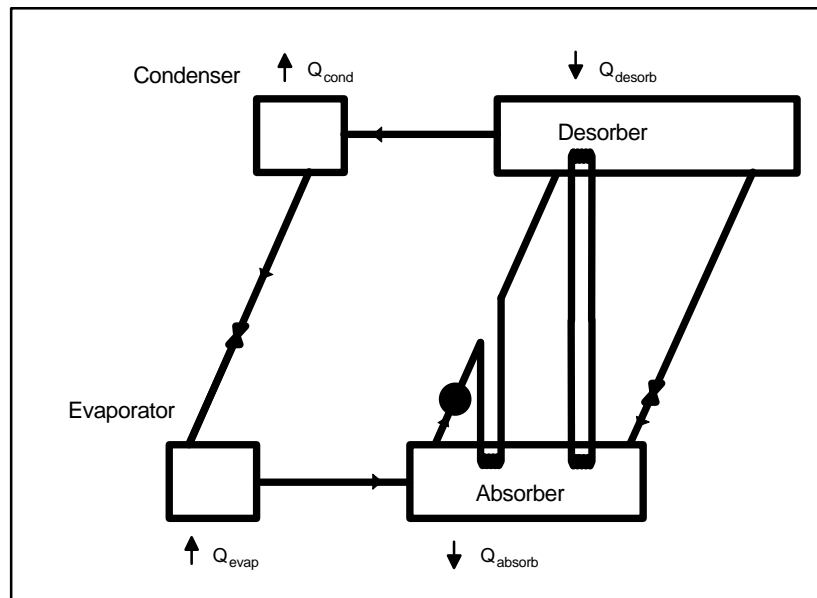 Condenser
Q_cond
Q_desorb
Desorber
Evaporator
Absorber
Q_evap
Q_absorb